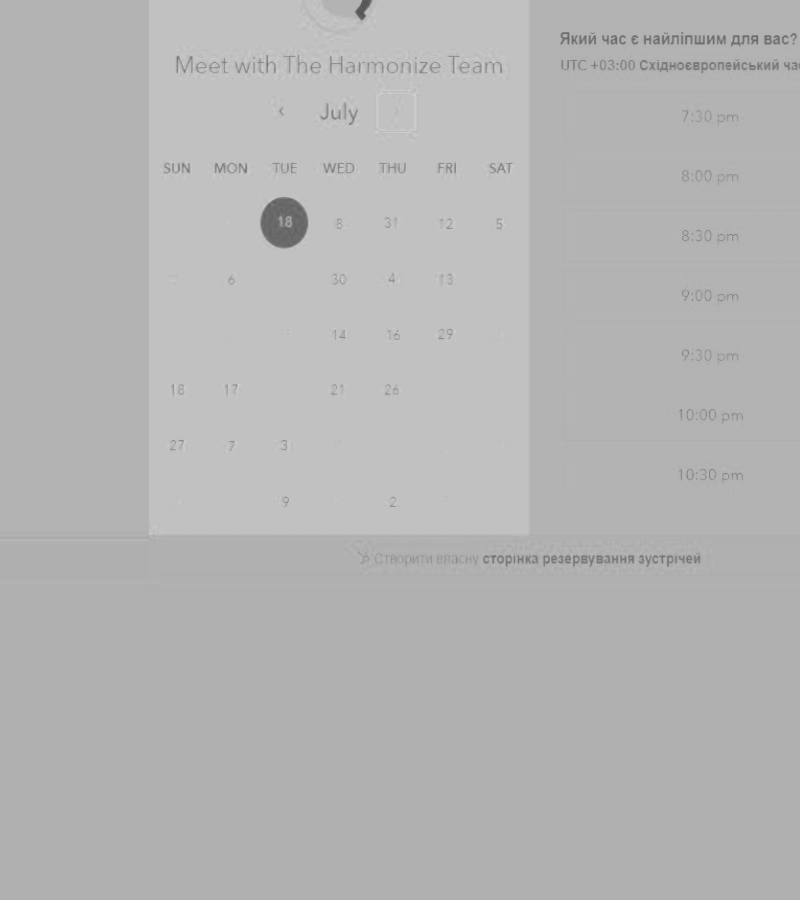 Meet with The Harmonize Team
‹ July ›
SUN MON TUE WED THU FRI SAT
18 8 31 12 5
6 30 4 13
14 16 29
18 17 21 26
27 7 3
9 2
Який час є найліпшим для вас?
UTC +03:00 Східноєвропейський
7:30 pm
8:00 pm
8:30 pm
9:00 pm
9:30 pm
10:00 pm
10:30 pm
Створити власну сторінка резервування зустрічей